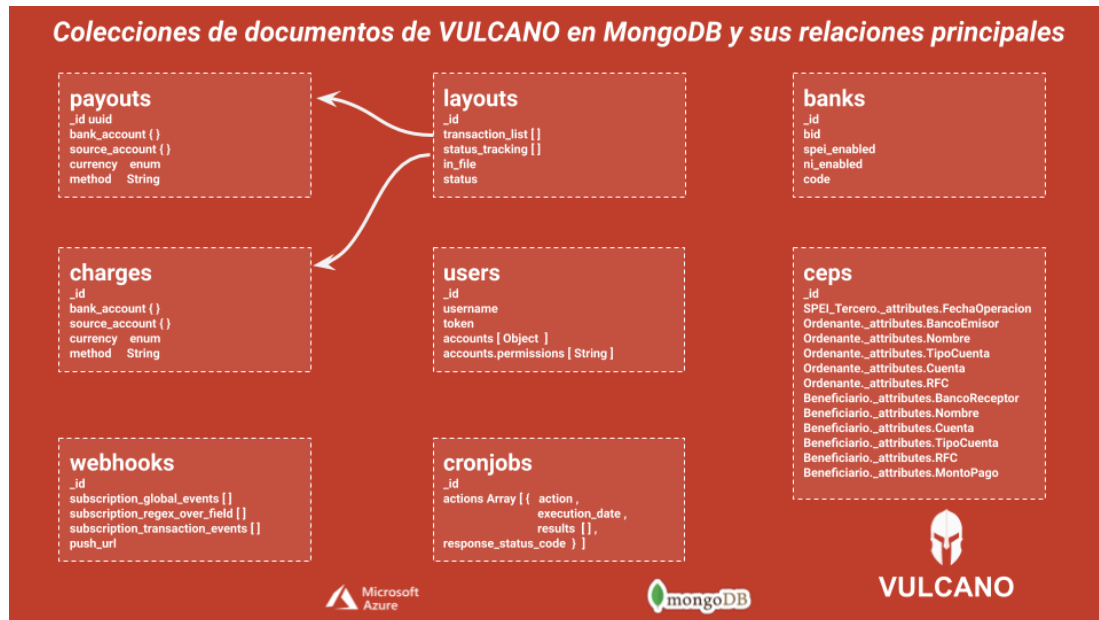 Colecciones de documentos de VULCANO en MongoDB y sus relaciones principales
payouts
_id uuid
bank_account { }
source_account { }
currency enum
method String
layouts
_id
transaction_list [ ]
status_tracking [ ]
in_file
status
banks
_id
bid
spei_enabled
ni_enabled
code
charges
_id
bank_account { }
source_account { }
currency enum
method String
users
_id
username
token
accounts [ Object ]
accounts.permissions [ String ]
ceps
_id
SPEI_Tercero._attributes.FechaOperacion
Ordenante._attributes.BancoEmisor
Ordenante._attributes.Nombre
Ordenante._attributes.TipoCuenta
Ordenante._attributes.Cuenta
Ordenante._attributes.RFC
Beneficiario._attributes.BancoReceptor
Beneficiario._attributes.Nombre
Beneficiario._attributes.Cuenta
Beneficiario._attributes.TipoCuenta
Beneficiario._attributes.RFC
Beneficiario._attributes.MontoPago
webhooks
_id
subscription_global_events [ ]
subscription_regex_over_field [ ]
subscription_transaction_events [ ]
push_url
cronjobs
_id
actions Array [ { action ,
execution_date ,
results [ ] ,
response_status_code } ]
Microsoft
Azure
mongoDB
VULCANO